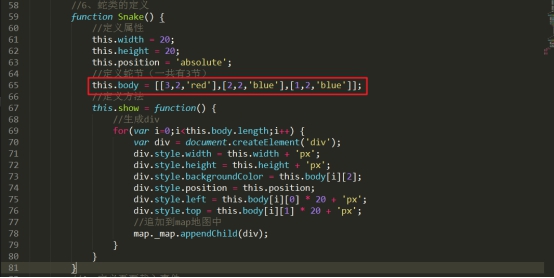 58 //6、蛇类的定义
59 function Snake() {
60 //定义属性
61 this.width = 20;
62 this.height = 20;
63 this.position = 'absolute';
64 //定义蛇节（一共有3节）
65 this.body = [[3,2,'red'],[2,2,'blue'],[1,2,'blue']];
66 //定义方法
67 this.show = function() {
68 //生成div
69 for(var i=0;i<this.body.length;i++) {
70 var div = document.createElement('div');
71 div.style.width = this.width + 'px';
72 div.style.height = this.height + 'px';
73 div.style.backgroundColor = this.body[i][2];
74 div.style.position = this.position;
75 div.style.left = this.body[i][0] * 20 + 'px';
76 div.style.top = this.body[i][1] * 20 + 'px';
77 //追加到map地图中
78 map._map.appendChild(div);
79 }
80 }
81 }